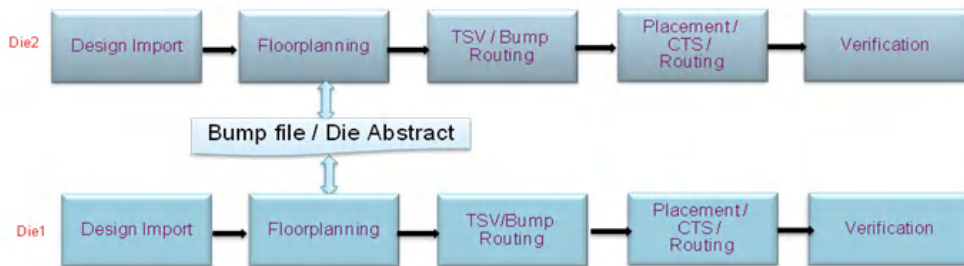 Die2
Design Import
Floorplanning
TSV / Bump
Routing
Placement /
CTS /
Routing
Verification
Bump file / Die Abstract
Die1
Design Import
Floorplanning
TSV/Bump
Routing
Placement /
CTS /
Routing
Verification